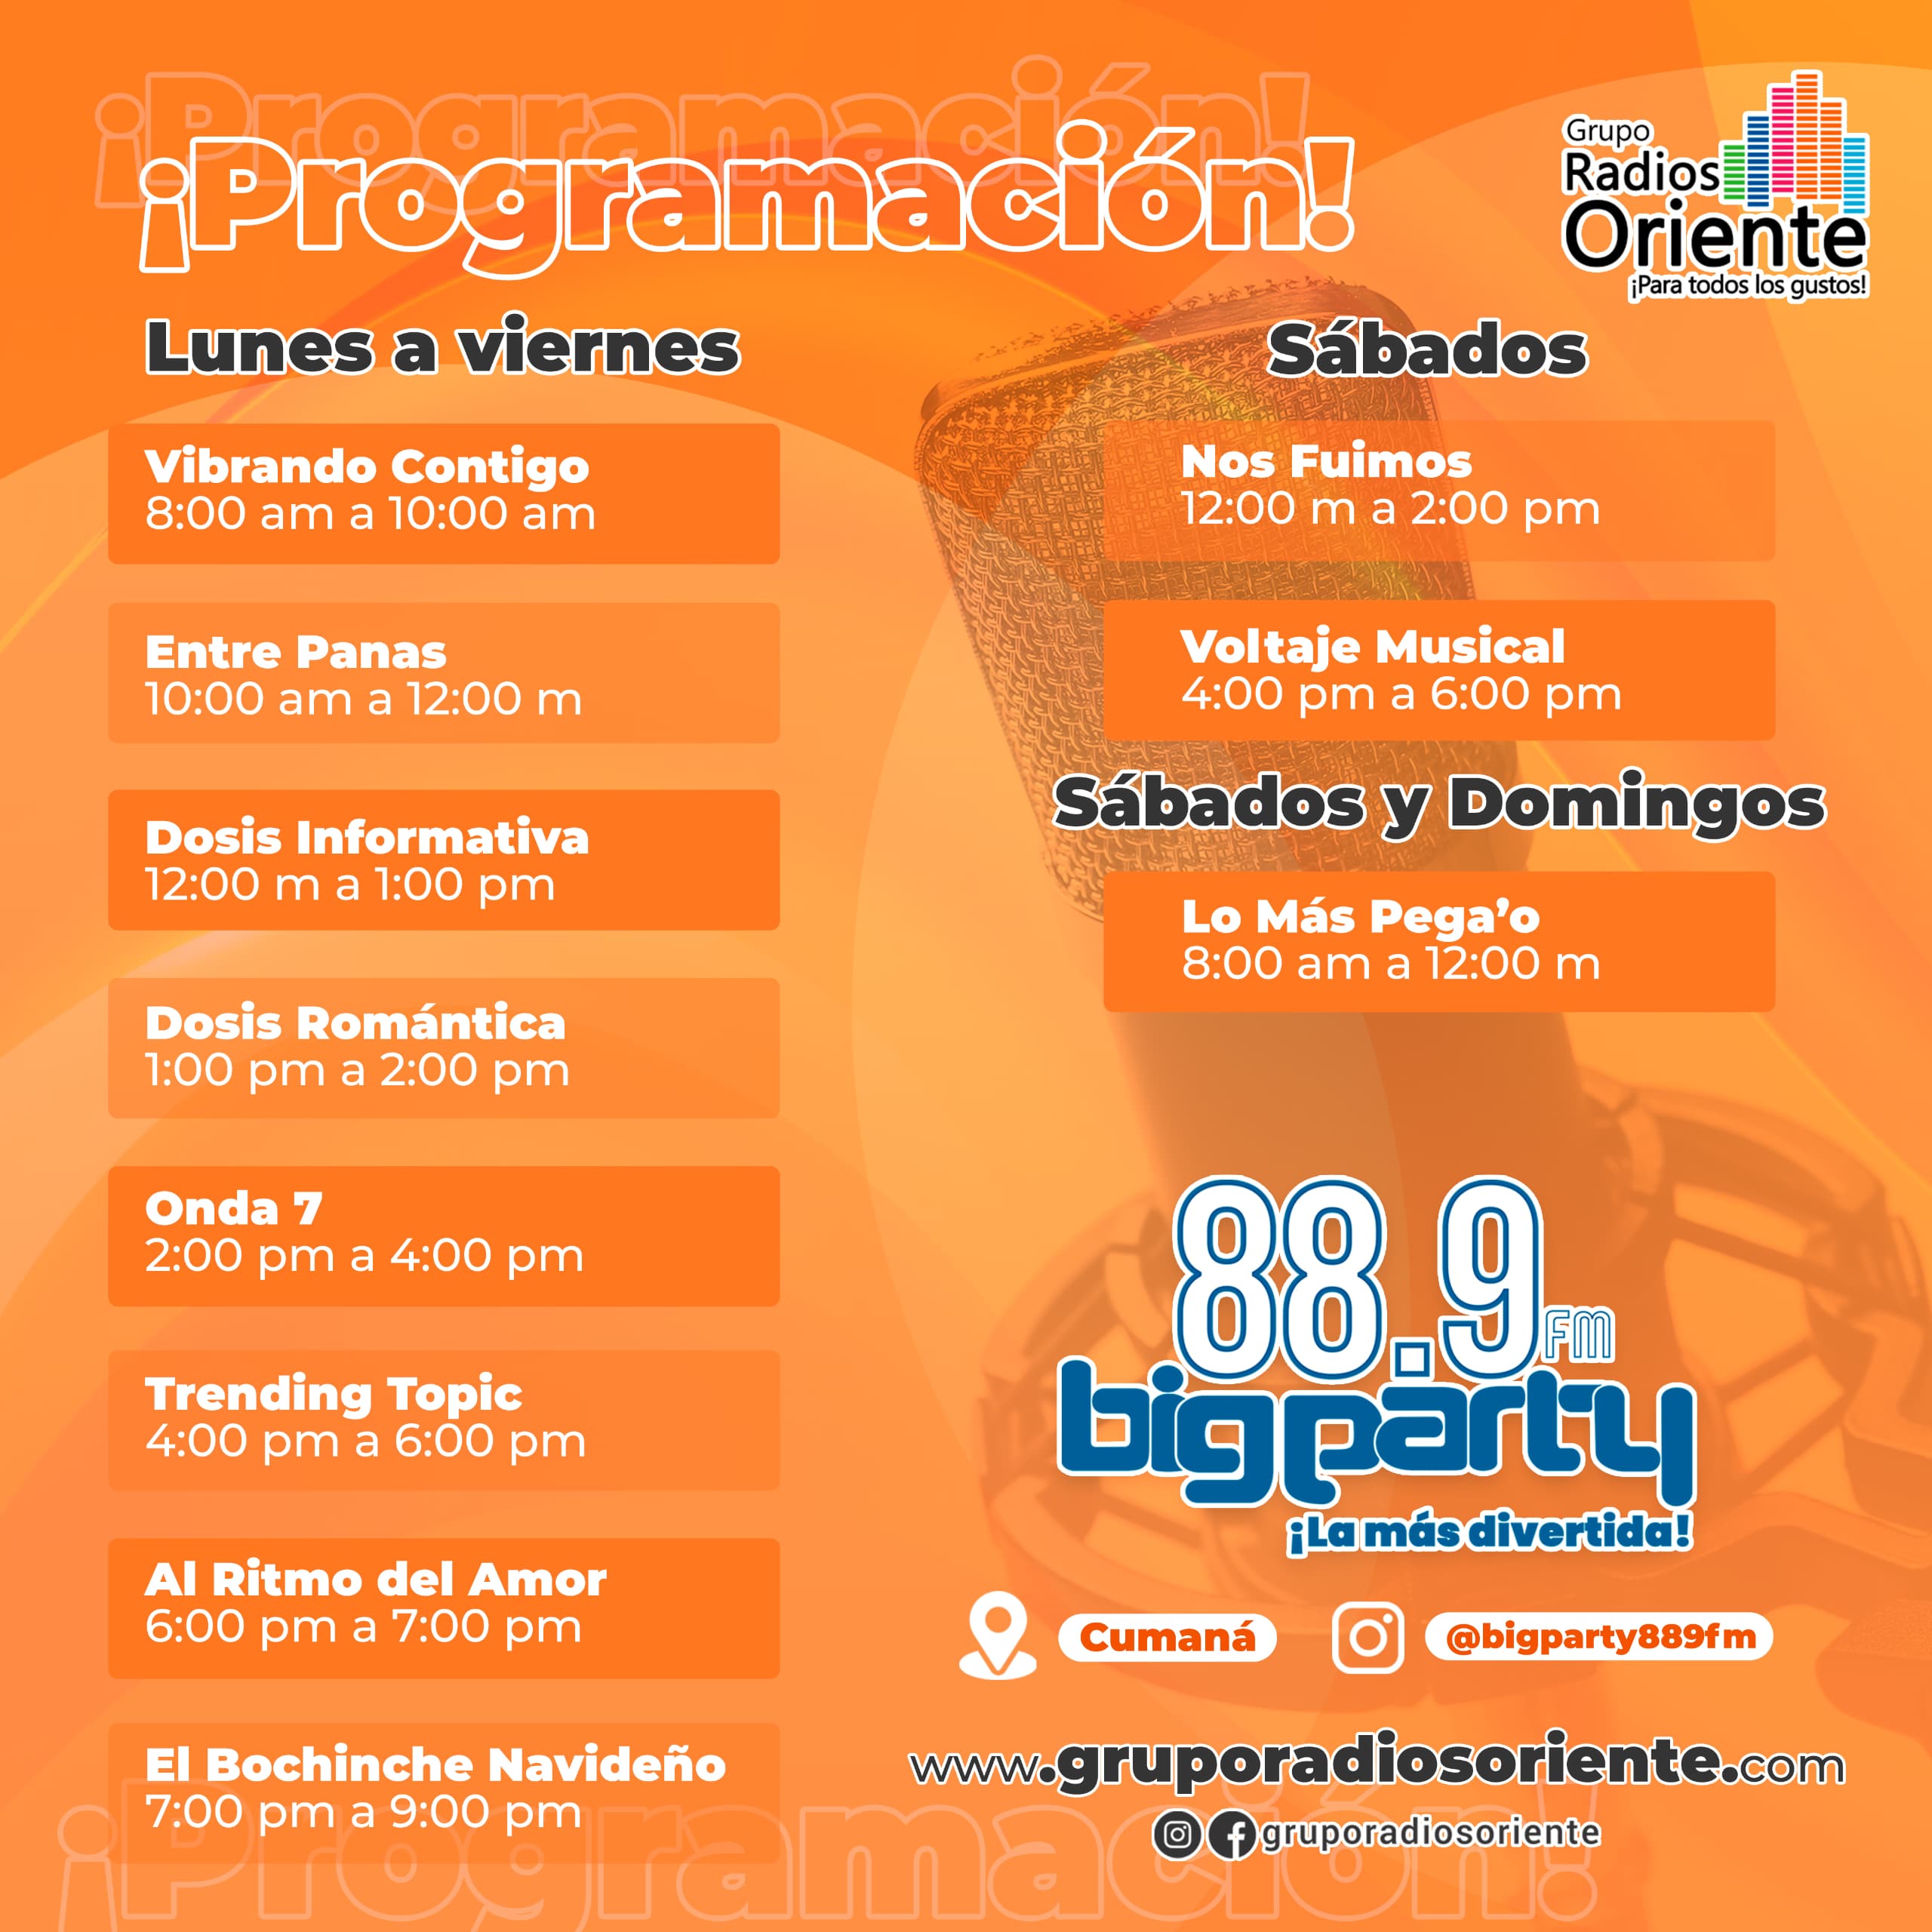 ¡Programación!
¡Programación!
Grupo
Radios
Oriente
¡Para todos los gustos!
Lunes a viernes
Vibrando Contigo
8:00 am a 10:00 am
Entre Panas
10:00 am a 12:00 m
Dosis Informativa
12:00 m a 1:00 pm
Dosis Romántica
1:00 pm a 2:00 pm
Onda 7
2:00 pm a 4:00 pm
Trending Topic
4:00 pm a 6:00 pm
Al Ritmo del Amor
6:00 pm a 7:00 pm
El Bochinche Navideño
7:00 pm a 9:00 pm
Sábados
Nos Fuimos
12:00 m a 2:00 pm
Voltaje Musical
4:00 pm a 6:00 pm
Sábados y Domingos
Lo Más Pega’o
8:00 am a 12:00 m
88.9 FM
bigparty
¡La más divertida!
Cumaná
@bigparty889fm
www.gruporadiosoriente.com
gruporadiosoriente
¡Programación!